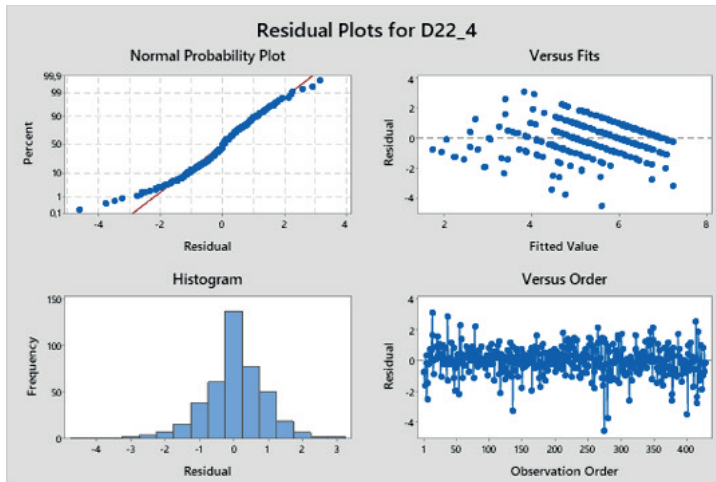 Residual Plots for D22_4
Normal Probability Plot
Versus Fits
99,9
99
90
50
10
1
0,1
Percent
-4 -2 0 2 4
Residual
4
2
0
-2
-4
Residual
2 4 6 8
Fitted Value
Histogram
Versus Order
150
100
50
0
Frequency
-4 -3 -2 -1 0 1 2 3
Residual
4
2
0
-2
-4
Residual
1 50 100 150 200 250 300 350 400
Observation Order